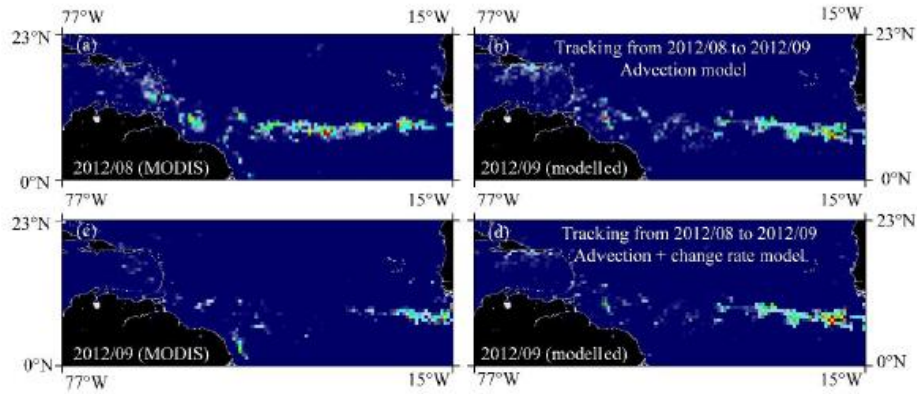 77°W
15°W
77°W
15°W
23°N
(a)
(b)
Tracking from 2012/08 to 2012/09
Advection model
23°N
2012/08 (MODIS)
2012/09 (modelled)
0°N
0°N
23°N
(c)
(d)
Tracking from 2012/08 to 2012/09
Advection + change rate model.
23°N
2012/09 (MODIS)
2012/09 (modelled)
0°N
0°N
77°W
15°W
77°W
15°W